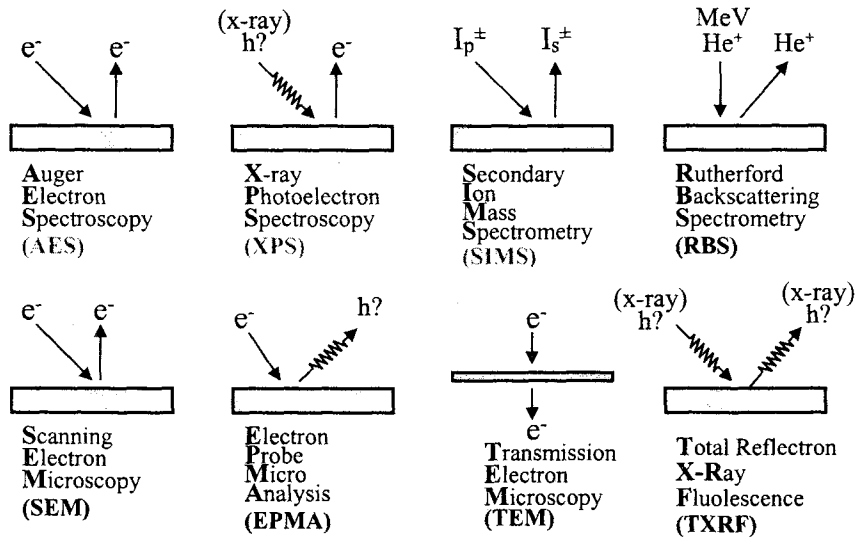 e⁻ e⁻
Auger
Electron
Spectroscopy
(AES)
(x-ray)
h?
e⁻
X-ray
Photoelectron
Spectroscopy
(XPS)
Iₚ± Iₛ±
Secondary
Ion
Mass
Spectrometry
(SIMS)
MeV
He⁺ He⁺
Rutherford
Backscattering
Spectrometry
(RBS)
e⁻ e⁻
Scanning
Electron
Microscopy
(SEM)
e⁻ h?
Electron
Probe
Micro
Analysis
(EPMA)
e⁻
e⁻
Transmission
Electron
Microscopy
(TEM)
(x-ray) (x-ray)
h? h?
Total Reflectron
X-Ray
Fluolescence
(TXRF)